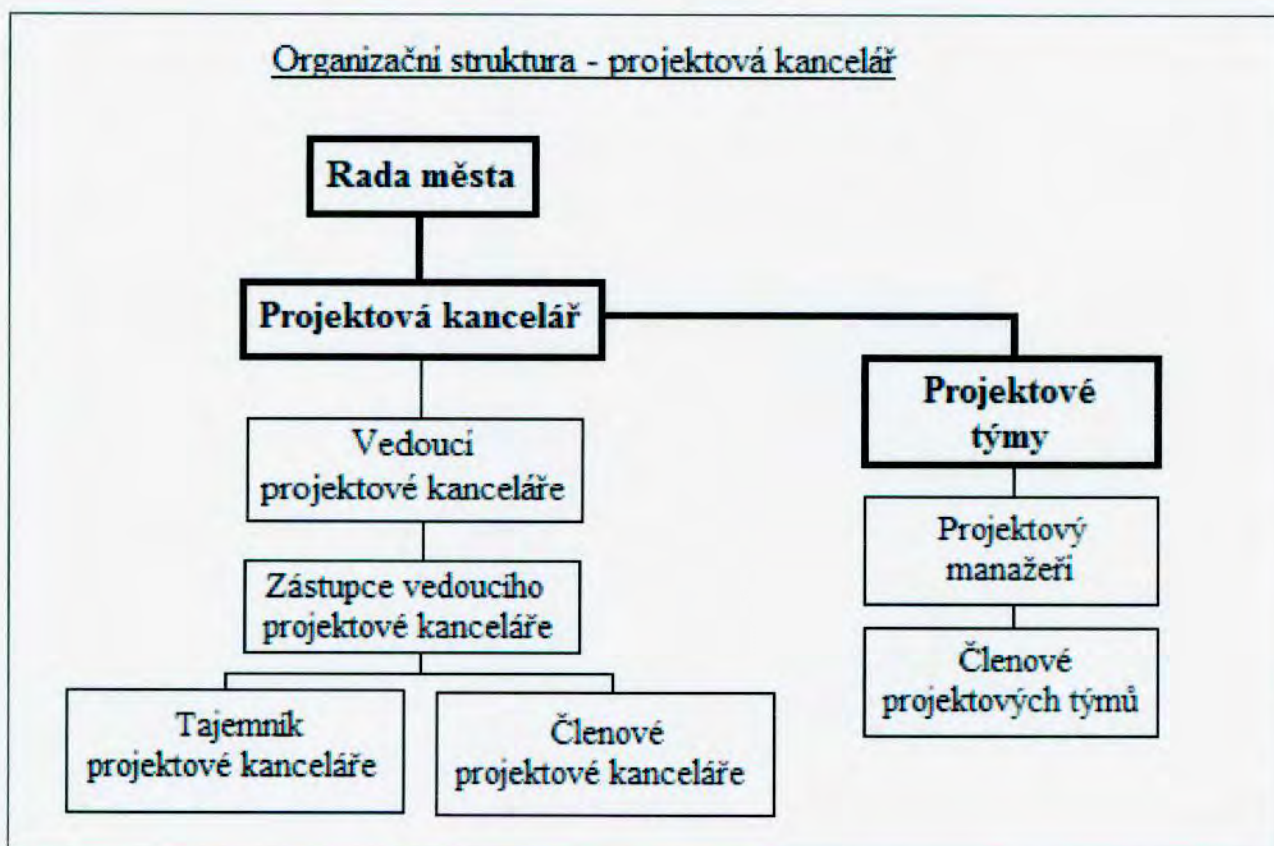 Organizační struktura - projektová kancelář
Rada města
Projektová kancelář
Projektové
týmy
Vedoucí
projektové kanceláře
Projektový
manažeři
Zástupce vedoucího
projektové kanceláře
Členové
projektových týmů
Tajemník
projektové kanceláře
Členové
projektové kanceláře